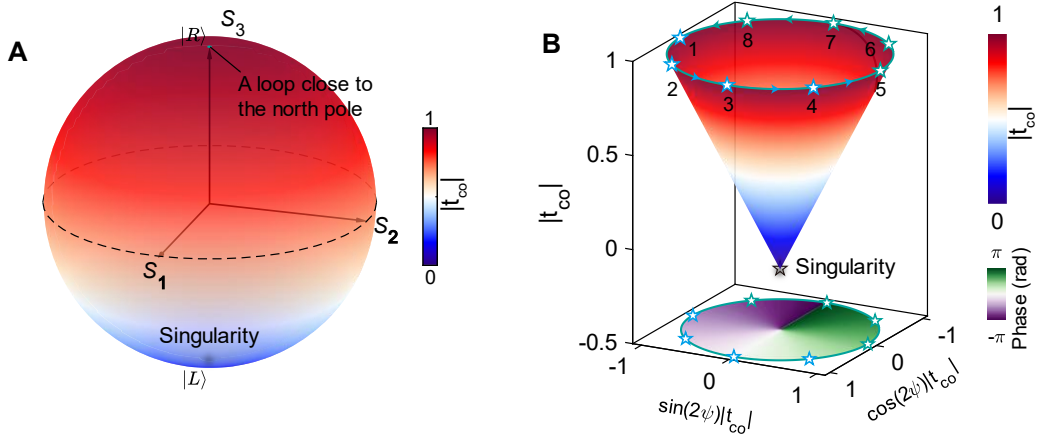 A
|R⟩
S3
A loop close to
the north pole
1
|tco|
0
S2
S1
Singularity
|L⟩
B
1
0.5
0
-0.5
|tco|
1
2
3
4
5
6
7
8
Singularity
-1
0
1
sin(2ψ)|tco|
1
0
-1
cos(2ψ)|tco|
1
|tco|
0
π
Phase (rad)
-π